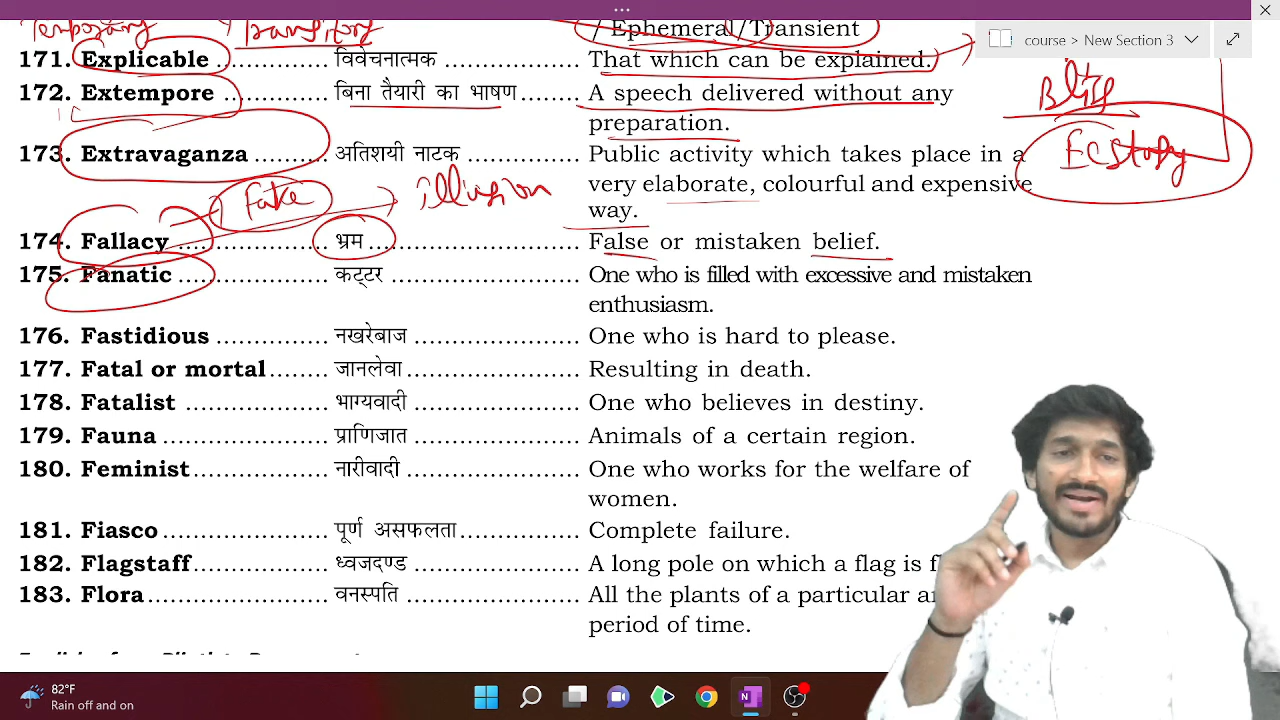 Temporary Transitory
/ Ephemeral/Transient
course > New Section 3
171. Explicable .............. विवेचनात्मक .................. That which can be explained.
172. Extempore .............. बिना तैयारी का भाषण ........ A speech delivered without any
preparation.
Bliss
Ecstasy
173. Extravaganza .......... अतिशयी नाटक ............... Public activity which takes place in a
very elaborate, colourful and expensive
way.
Fake illusion
174. Fallacy ..................... भ्रम ............................ False or mistaken belief.
175. Fanatic .................... कट्टर .......................... One who is filled with excessive and mistaken
enthusiasm.
176. Fastidious ............... नखरेबाज ...................... One who is hard to please.
177. Fatal or mortal ........ जानलेवा ....................... Resulting in death.
178. Fatalist .................... भाग्यवादी ...................... One who believes in destiny.
179. Fauna ...................... प्राणिजात ...................... Animals of a certain region.
180. Feminist .................. नारीवादी ....................... One who works for the welfare of
women.
181. Fiasco ...................... पूर्ण असफलता ................ Complete failure.
182. Flagstaff .................. ध्वजदण्ड ...................... A long pole on which a flag is
183. Flora ........................ वनस्पति ....................... All the plants of a particular
period of time.
82°F
Rain off and on